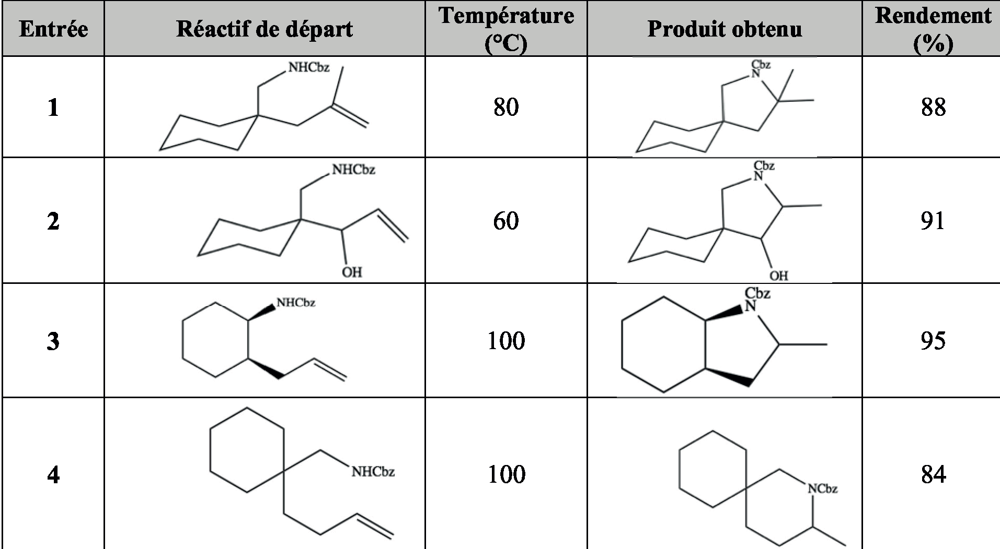 Entrée
Réactif de départ
Température
(°C)
Produit obtenu
Rendement
(%)
1
NHCbz
80
Cbz
N
88
2
NHCbz
OH
60
Cbz
N
OH
91
3
NHCbz
100
Cbz
N
95
4
NHCbz
100
NCbz
84